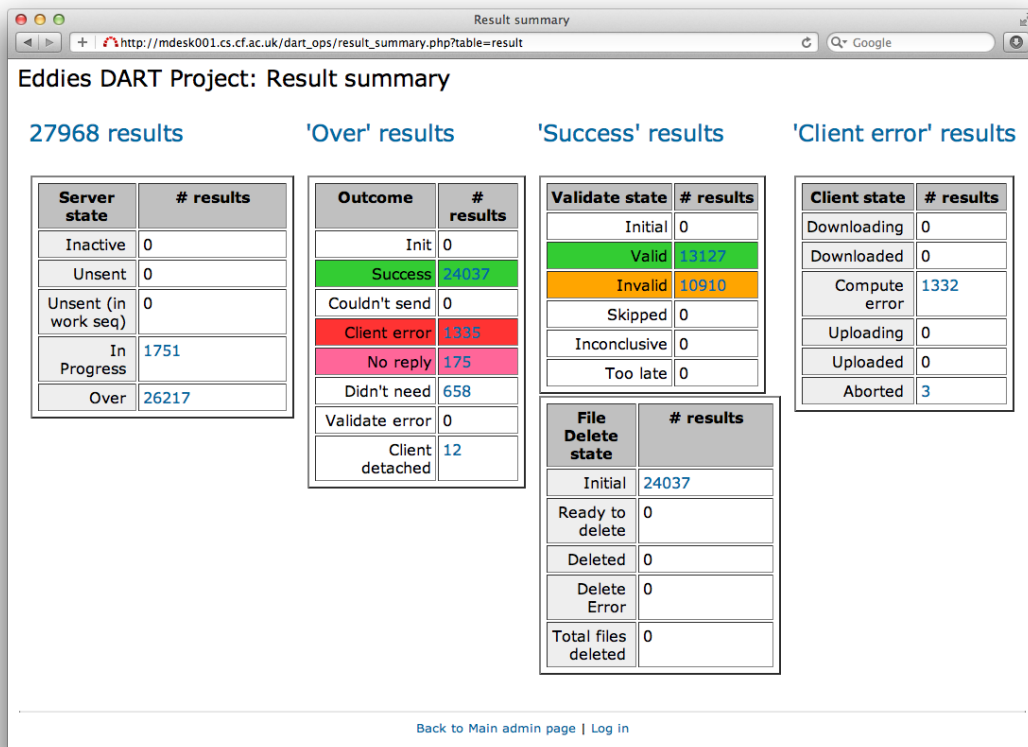 Result summary
http://mdesk001.cs.cf.ac.uk/dart_ops/result_summary.php?table=result
Google
Eddies DART Project: Result summary
27968 results
Server state # results
Inactive 0
Unsent 0
Unsent (in work seq) 0
In Progress 1751
Over 26217
'Over' results
Outcome # results
Init 0
Success 24037
Couldn't send 0
Client error 1335
No reply 175
Didn't need 658
Validate error 0
Client detached 12
'Success' results
Validate state # results
Initial 0
Valid 13127
Invalid 10910
Skipped 0
Inconclusive 0
Too late 0
File Delete state # results
Initial 24037
Ready to delete 0
Deleted 0
Delete Error 0
Total files deleted 0
'Client error' results
Client state # results
Downloading 0
Downloaded 0
Compute error 1332
Uploading 0
Uploaded 0
Aborted 3
Back to Main admin page | Log in